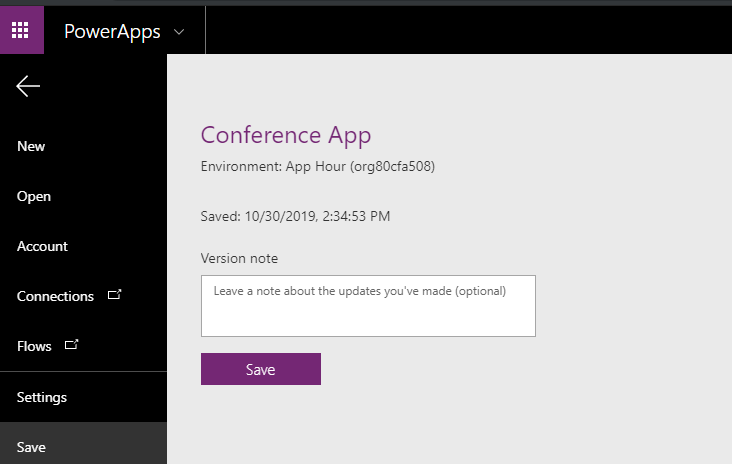 PowerApps
New
Open
Account
Connections
Flows
Settings
Save
Conference App
Environment: App Hour (org80cfa508)
Saved: 10/30/2019, 2:34:53 PM
Version note
Leave a note about the updates you've made (optional)
Save